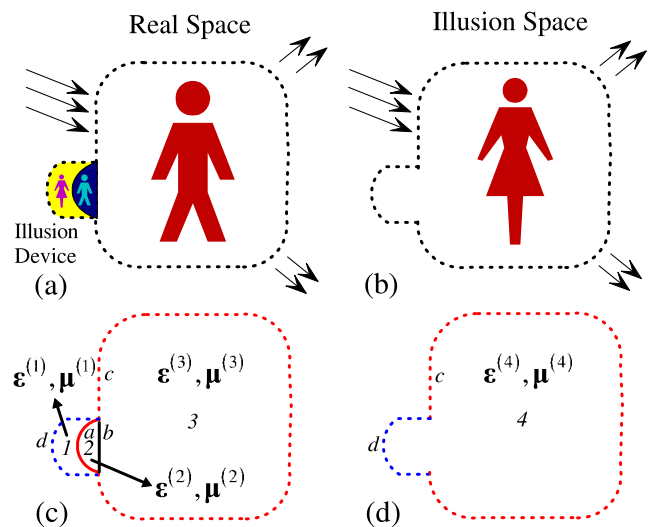 Real Space
Illusion Space
Illusion
Device
(a)
(b)
ε^(1), μ^(1)
c
ε^(3), μ^(3)
3
d
1
a
2
b
ε^(2), μ^(2)
(c)
c
ε^(4), μ^(4)
4
d
(d)